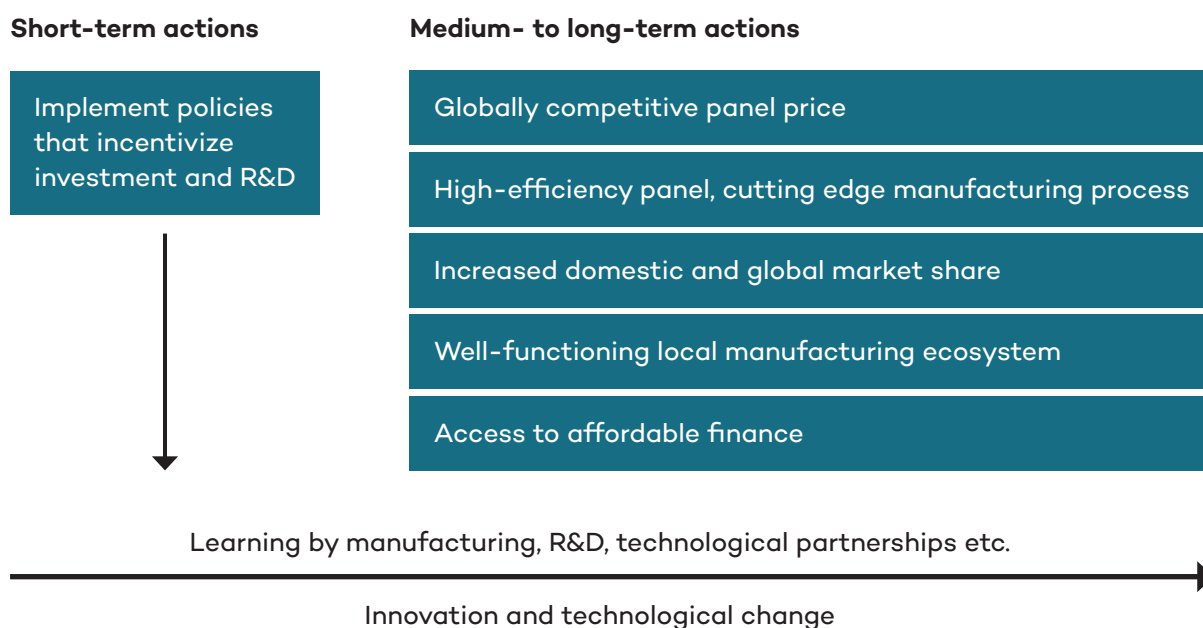 Short-term actions
Implement policies
that incentivize
investment and R&D
Medium- to long-term actions
Globally competitive panel price
High-efficiency panel, cutting edge manufacturing process
Increased domestic and global market share
Well-functioning local manufacturing ecosystem
Access to affordable finance
Learning by manufacturing, R&D, technological partnerships etc.
Innovation and technological change